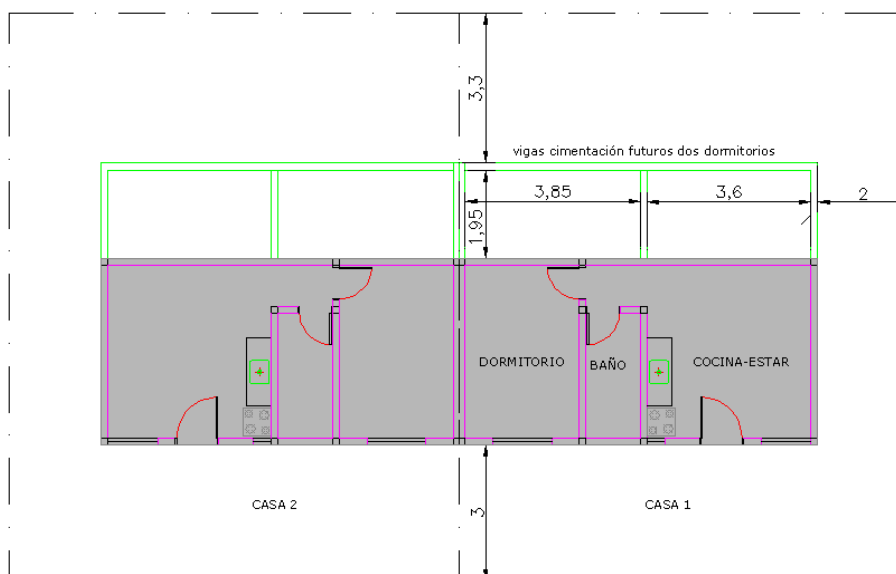 3,3
vigas cimentación futuros dos dormitorios
3,85
3,6
2
1,95
DORMITORIO
BAÑO
COCINA-ESTAR
CASA 2
CASA 1
3